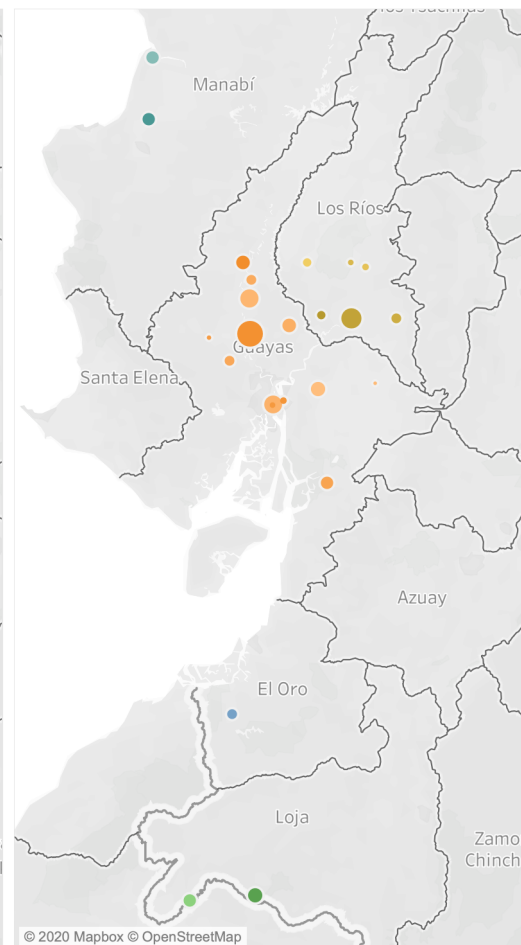 Manabí
Los Ríos
Guayas
Santa Elena
Azuay
El Oro
Loja
Zamo
Chinch
© 2020 Mapbox © OpenStreetMap